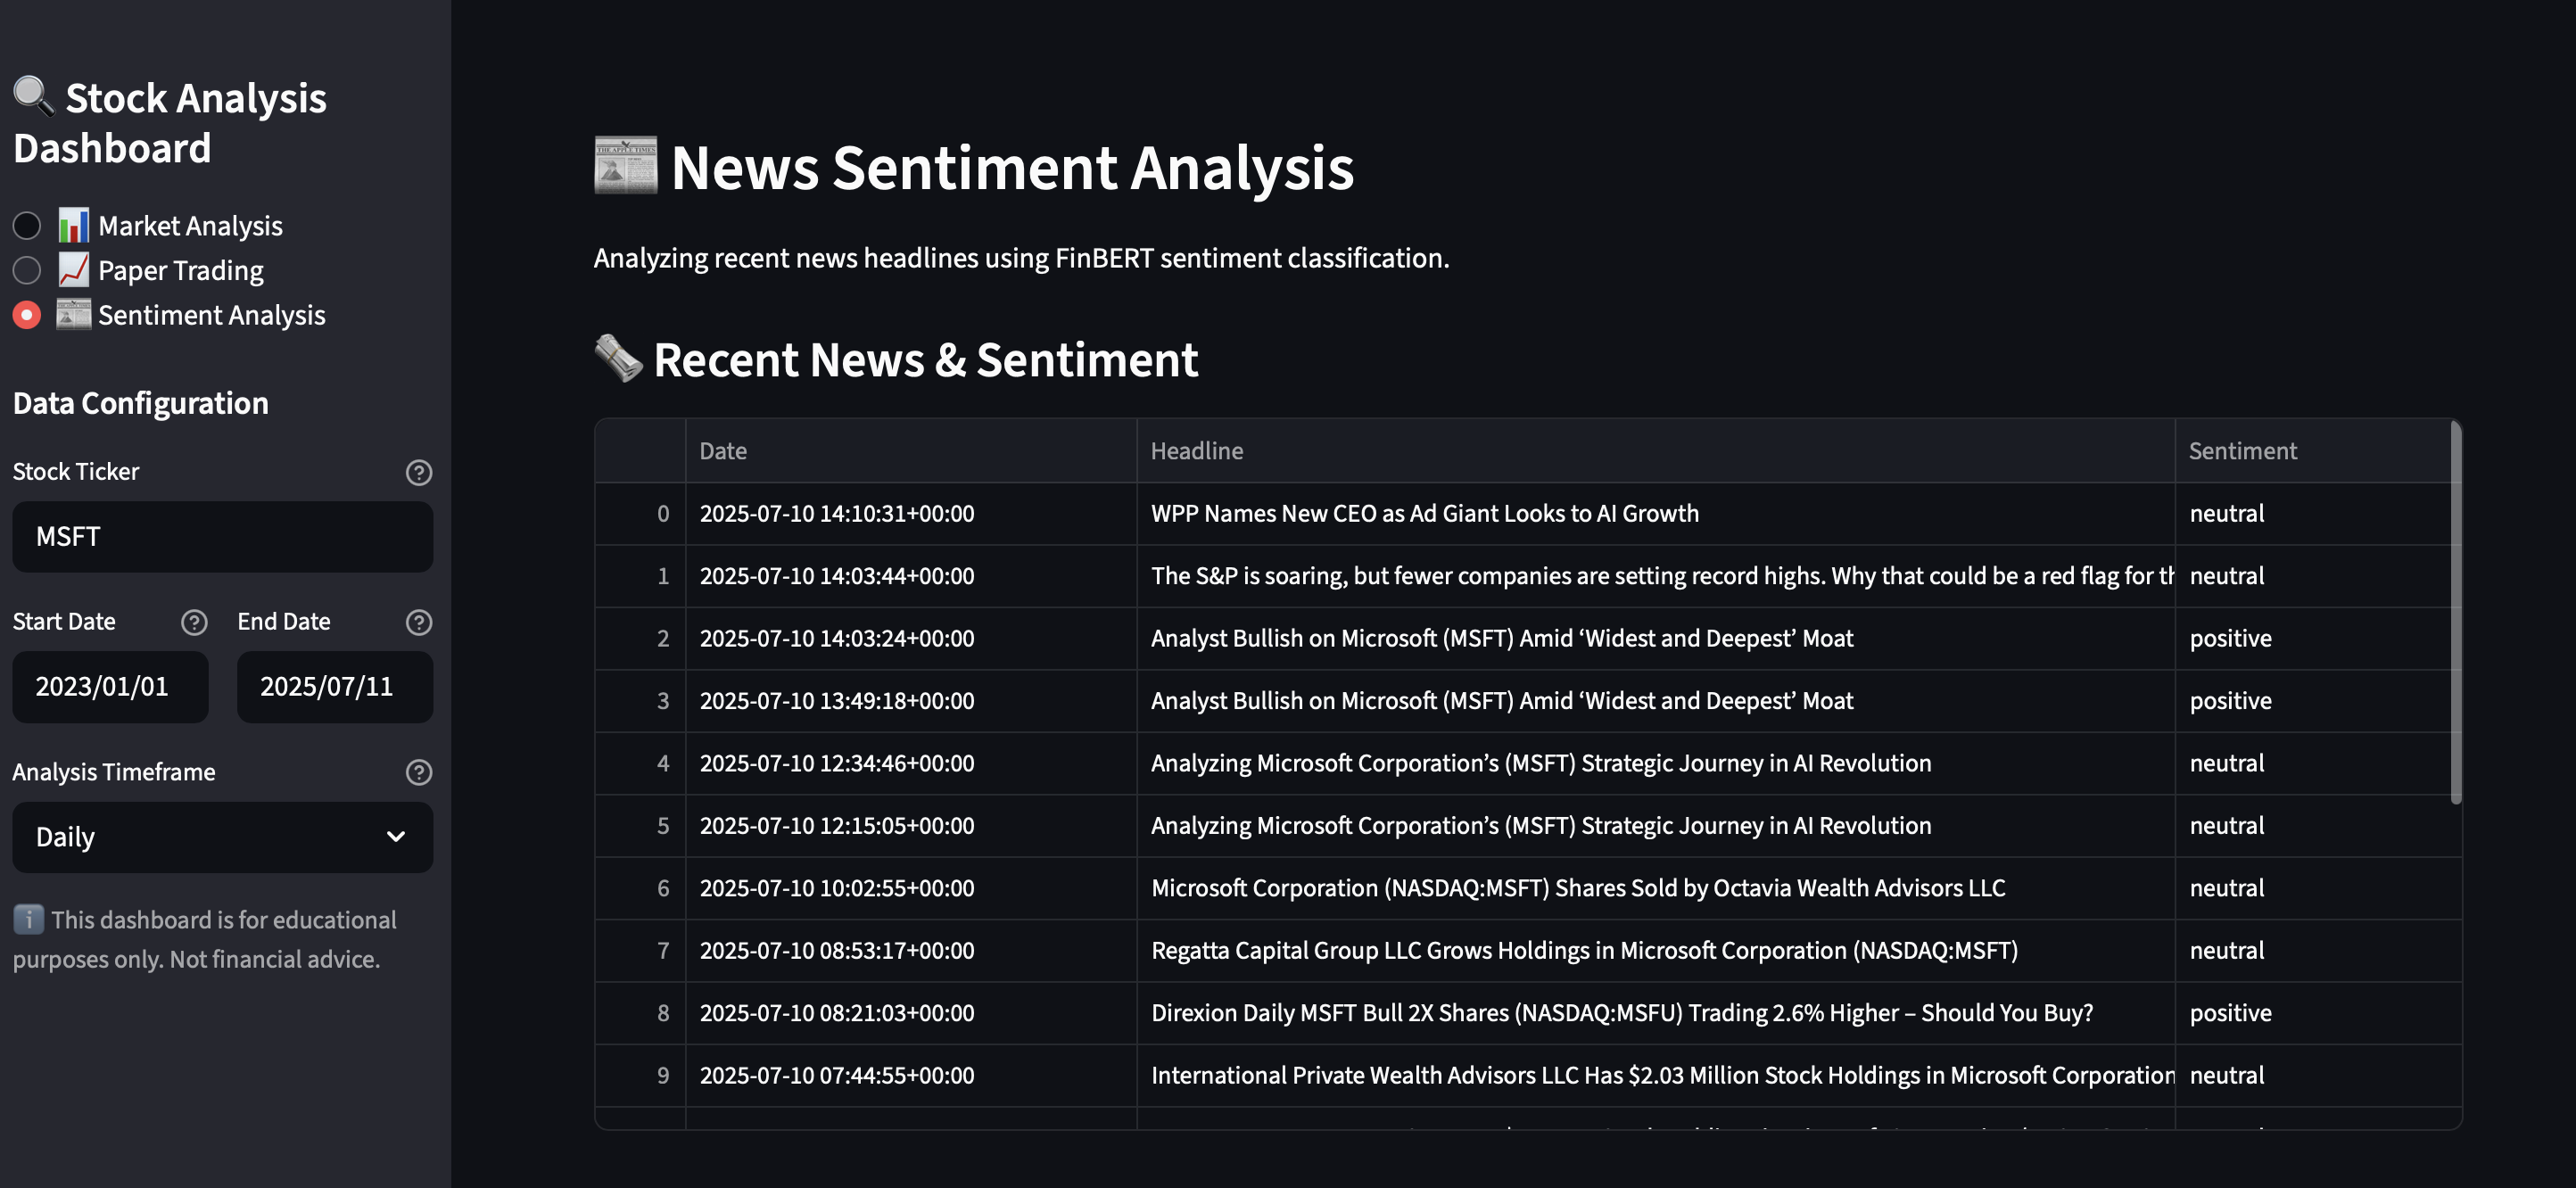 Stock Analysis
Dashboard
Market Analysis
Paper Trading
Sentiment Analysis
Data Configuration
Stock Ticker
MSFT
Start Date End Date
2023/01/01 2025/07/11
Analysis Timeframe
Daily
This dashboard is for educational
purposes only. Not financial advice.
News Sentiment Analysis
Analyzing recent news headlines using FinBERT sentiment classification.
Recent News & Sentiment
Date Headline Sentiment
0 2025-07-10 14:10:31+00:00 WPP Names New CEO as Ad Giant Looks to AI Growth neutral
1 2025-07-10 14:03:44+00:00 The S&P is soaring, but fewer companies are setting record highs. Why that could be a red flag for neutral
2 2025-07-10 14:03:24+00:00 Analyst Bullish on Microsoft (MSFT) Amid ‘Widest and Deepest’ Moat positive
3 2025-07-10 13:49:18+00:00 Analyst Bullish on Microsoft (MSFT) Amid ‘Widest and Deepest’ Moat positive
4 2025-07-10 12:34:46+00:00 Analyzing Microsoft Corporation’s (MSFT) Strategic Journey in AI Revolution neutral
5 2025-07-10 12:15:05+00:00 Analyzing Microsoft Corporation’s (MSFT) Strategic Journey in AI Revolution neutral
6 2025-07-10 10:02:55+00:00 Microsoft Corporation (NASDAQ:MSFT) Shares Sold by Octavia Wealth Advisors LLC neutral
7 2025-07-10 08:53:17+00:00 Regatta Capital Group LLC Grows Holdings in Microsoft Corporation (NASDAQ:MSFT) neutral
8 2025-07-10 08:21:03+00:00 Direxion Daily MSFT Bull 2X Shares (NASDAQ:MSFU) Trading 2.6% Higher – Should You Buy? positive
9 2025-07-10 07:44:55+00:00 International Private Wealth Advisors LLC Has $2.03 Million Stock Holdings in Microsoft Corporation neutral